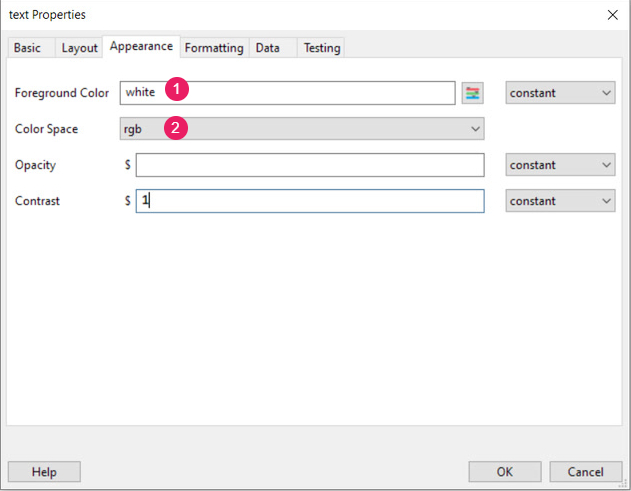 text Properties
Basic Layout Appearance Formatting Data Testing
Foreground Color white 1 constant
Color Space rgb 2
Opacity $ constant
Contrast $ 1 constant
Help OK Cancel